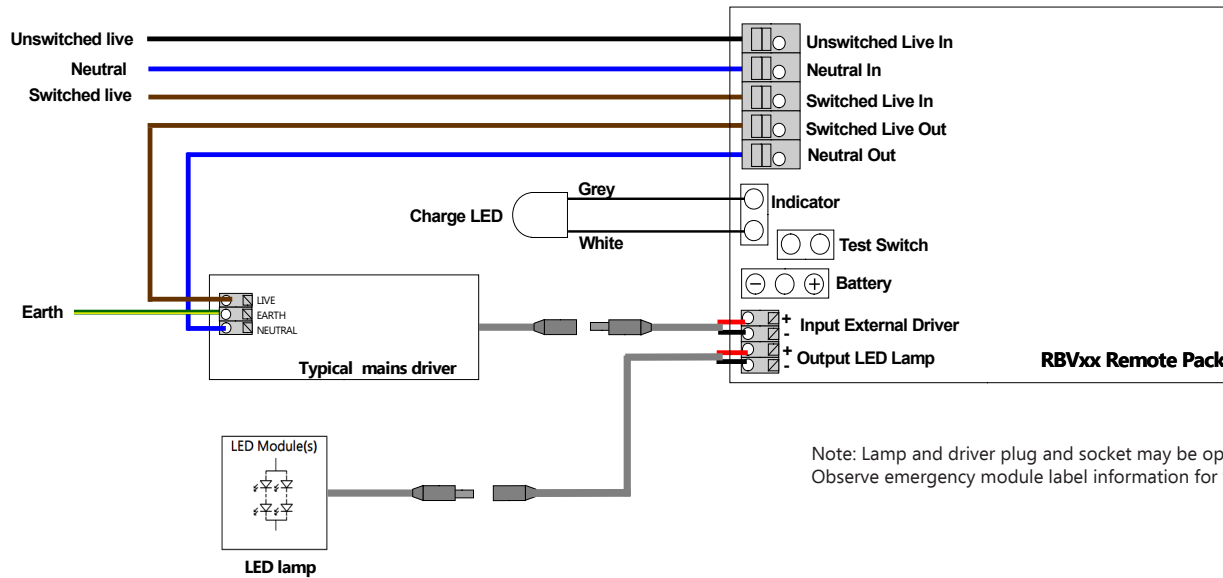 Unswitched live
Neutral
Switched live
Unswitched Live In
Neutral In
Switched Live In
Switched Live Out
Neutral Out
Grey
Charge LED
White
Indicator
Test Switch
Battery
LIVE
EARTH
NEUTRAL
Earth
Typical mains driver
+
-
Input External Driver
+
-
Output LED Lamp
RBVxx Remote Pack
LED Module(s)
LED lamp
Note: Lamp and driver plug and socket may be op
Observe emergency module label information for